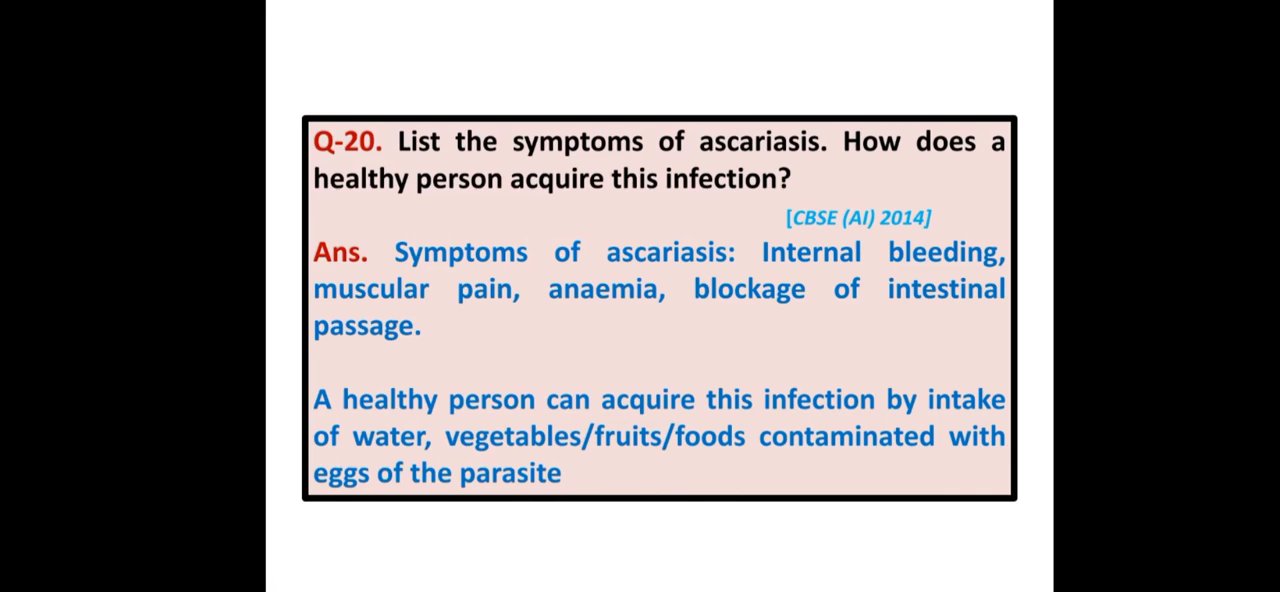 Q-20. List the symptoms of ascariasis. How does a
healthy person acquire this infection?
[CBSE (AI) 2014]
Ans. Symptoms of ascariasis: Internal bleeding,
muscular pain, anaemia, blockage of intestinal
passage.
A healthy person can acquire this infection by intake
of water, vegetables/fruits/foods contaminated with
eggs of the parasite